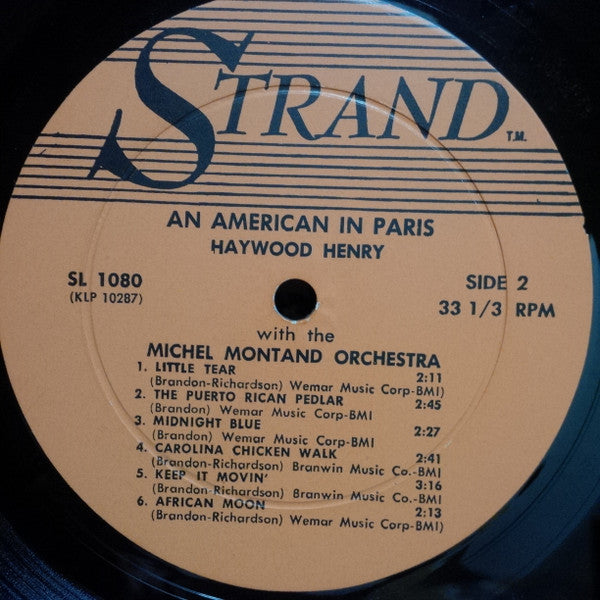 STRAND T.M.
AN AMERICAN IN PARIS
HAYWOOD HENRY
SL 1080 SIDE 2
(KLP 10287) 33 1/3 RPM
with the
MICHEL MONTAND ORCHESTRA
1. LITTLE TEAR 2:11
(Brandon-Richardson) Wemar Music Corp-BMI)
2. THE PUERTO RICAN PEDLAR 2:45
(Brandon) Wemar Music Corp-BMI
3. MIDNIGHT BLUE 2:27
(Brandon) Wemar Music Corp-BMI
4. CAROLINA CHICKEN WALK 2:41
(Brandon-Richardson) Branwin Music Co.-BMI
5. KEEP IT MOVIN' 3:16
(Brandon-Richardson) Branwin Music Co-BMI
6. AFRICAN MOON 2:13
(Brandon-Richardson) Wemar Music Corp-BMI)